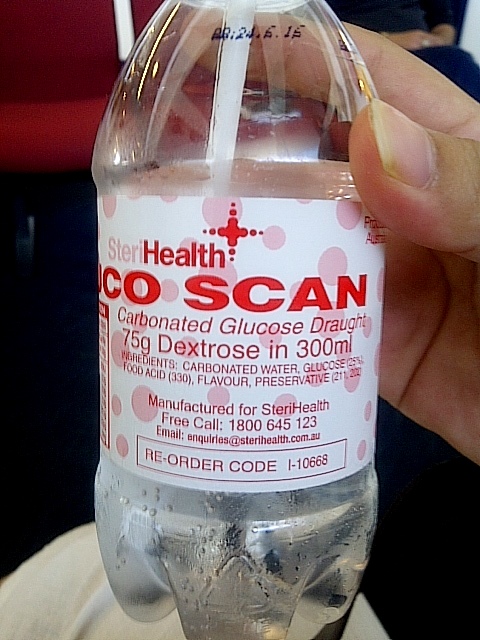 SteriHealth
CO SCAN
Carbonated Glucose Draught
75g Dextrose in 300ml
INGREDIENTS: CARBONATED WATER, GLUCOSE (25%),
FOOD ACID (330), FLAVOUR, PRESERVATIVE (211, 202)
Manufactured for SteriHealth
Free Call: 1800 645 123
Email: enquiries@sterihealth.com.au
RE-ORDER CODE I-10668